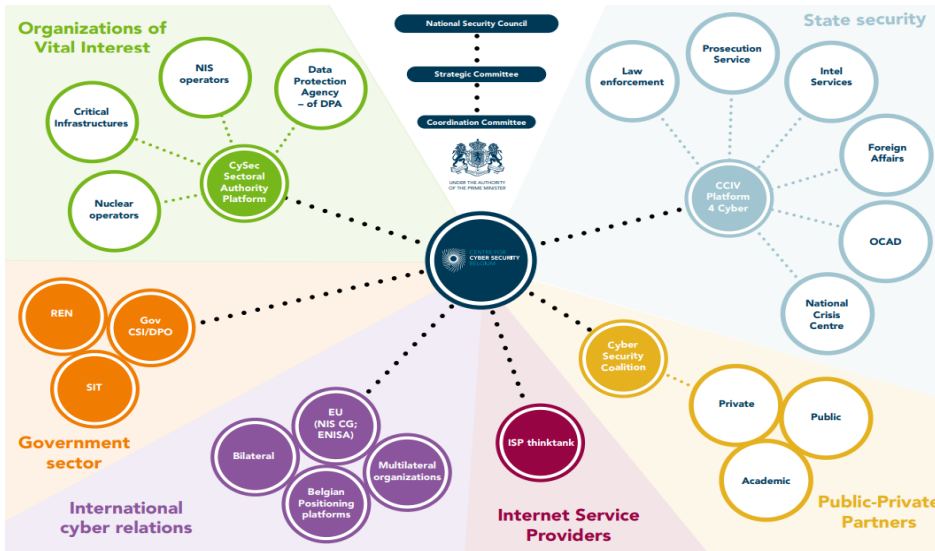 Organizations of
Vital Interest
NIS
operators
Data
Protection
Agency
– of DPA
Critical
Infrastructures
CySec
Sectoral
Authority
Platform
Nuclear
operators
National Security Council
Strategic Committee
Coordination Committee
UNDER THE AUTHORITY
OF THE PRIME MINISTER
CENTRE FOR
CYBER SECURITY
BELGIUM
State security
Law
enforcement
Prosecution
Service
Intel
Services
Foreign
Affairs
CCIV
Platform
4 Cyber
OCAD
National
Crisis
Centre
REN
Gov
CSI/DPO
SIT
Government
sector
EU
(NIS CG;
ENISA)
Bilateral
Multilateral
organizations
Belgian
Positioning
platforms
International
cyber relations
ISP thinktank
Internet Service
Providers
Cyber
Security
Coalition
Private
Public
Academic
Public-Private
Partners